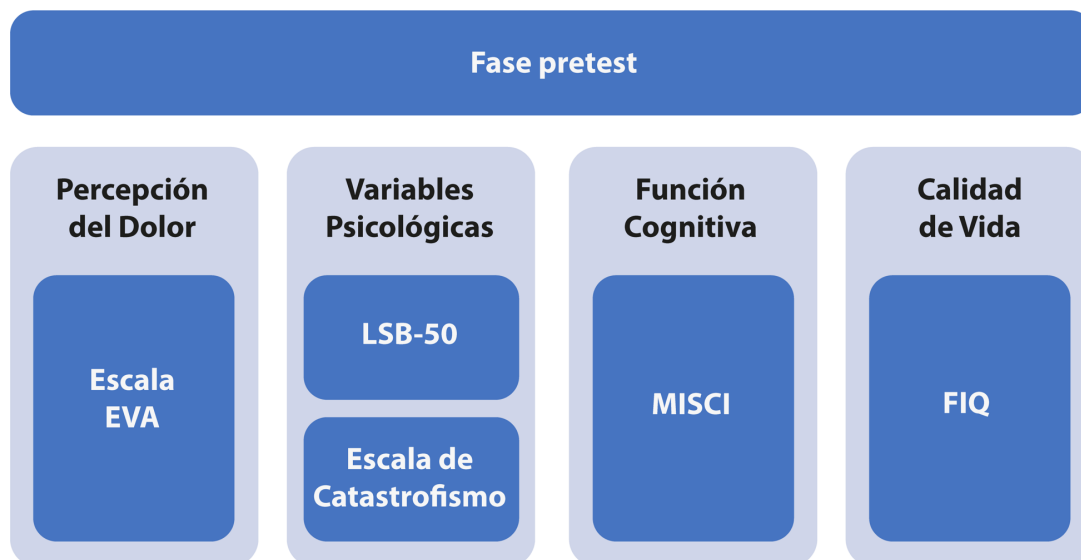 Fase pretest
Percepción
del Dolor
Escala
EVA
Variables
Psicológicas
LSB-50
Escala de
Catastrofismo
Función
Cognitiva
MISCI
Calidad
de Vida
FIQ